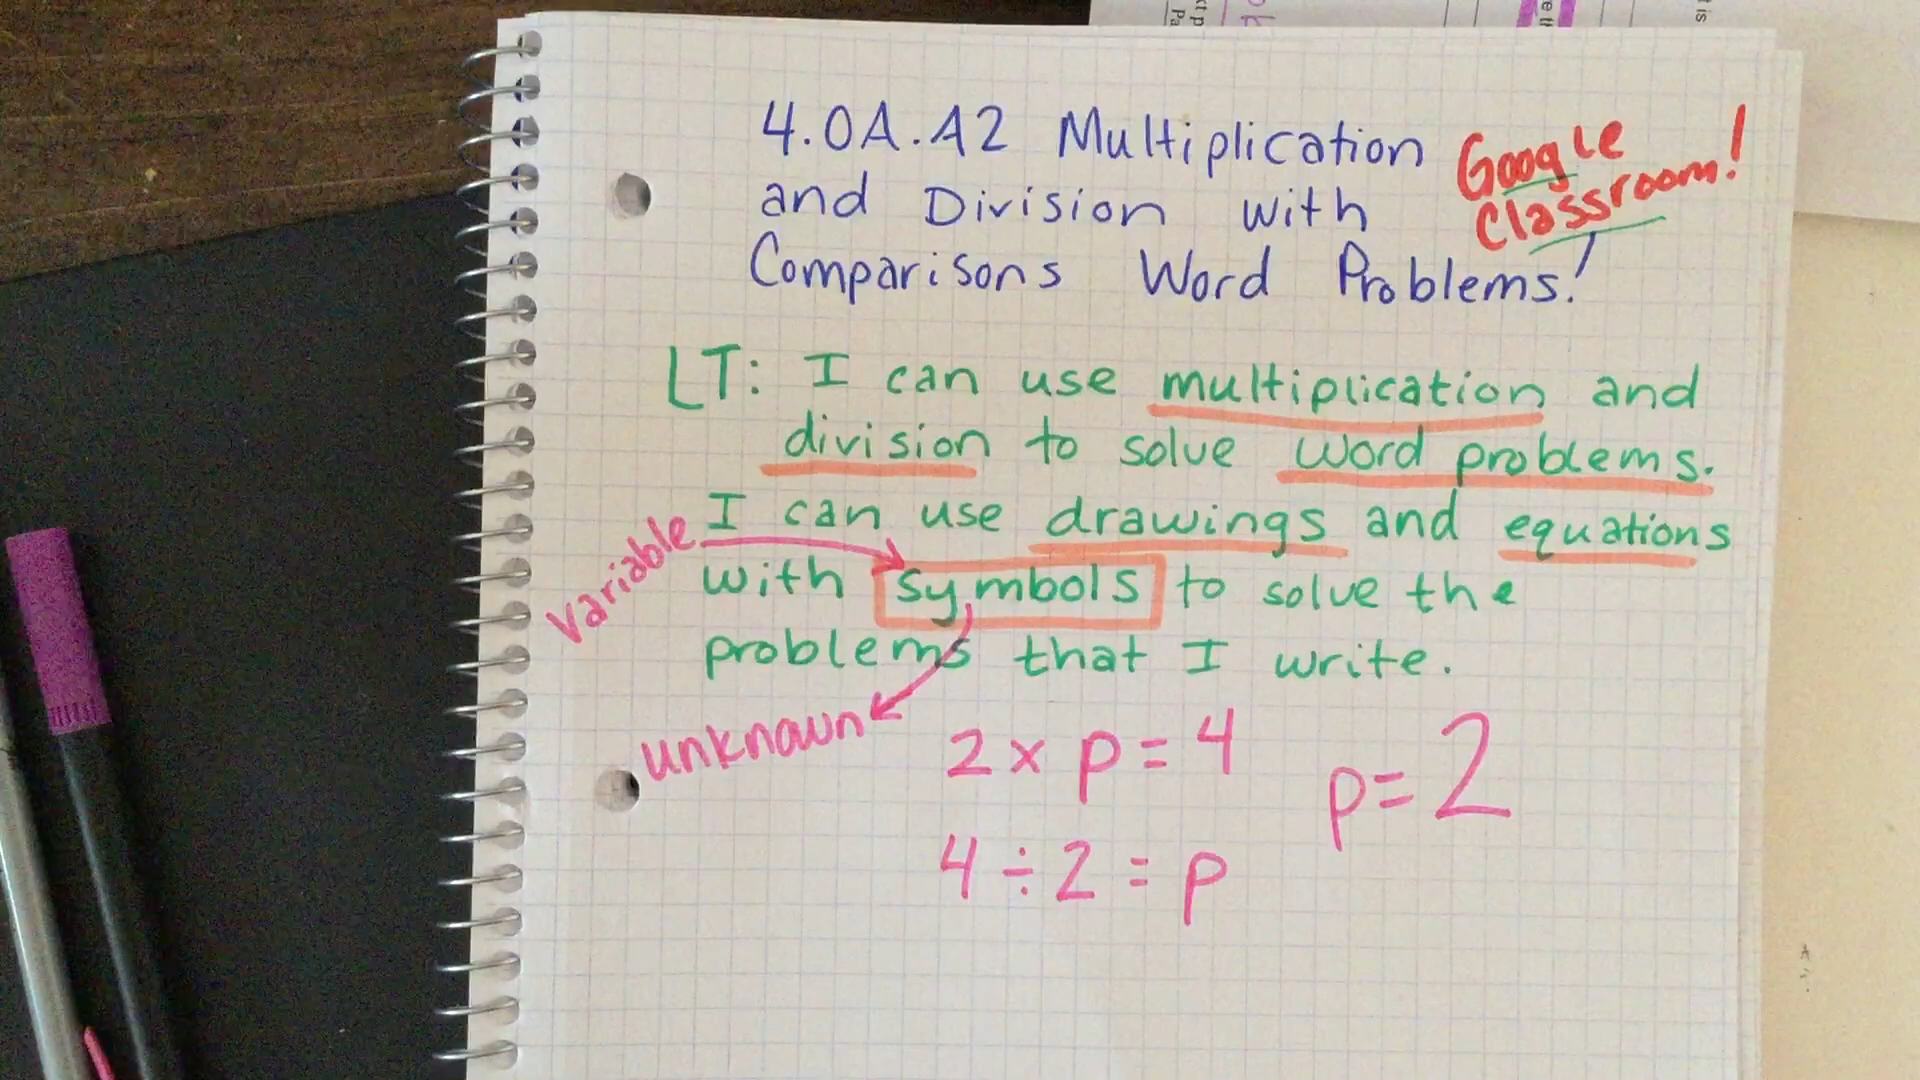 4.OA.A2 Multiplication
and Division with
Comparisons Word Problems!
Google
Classroom!
LT: I can use multiplication and
division to solve word problems.
I can use drawings and equations
with symbols to solve the
problems that I write.
variable
unknown
2 x p = 4
p = 2
4 ÷ 2 = p